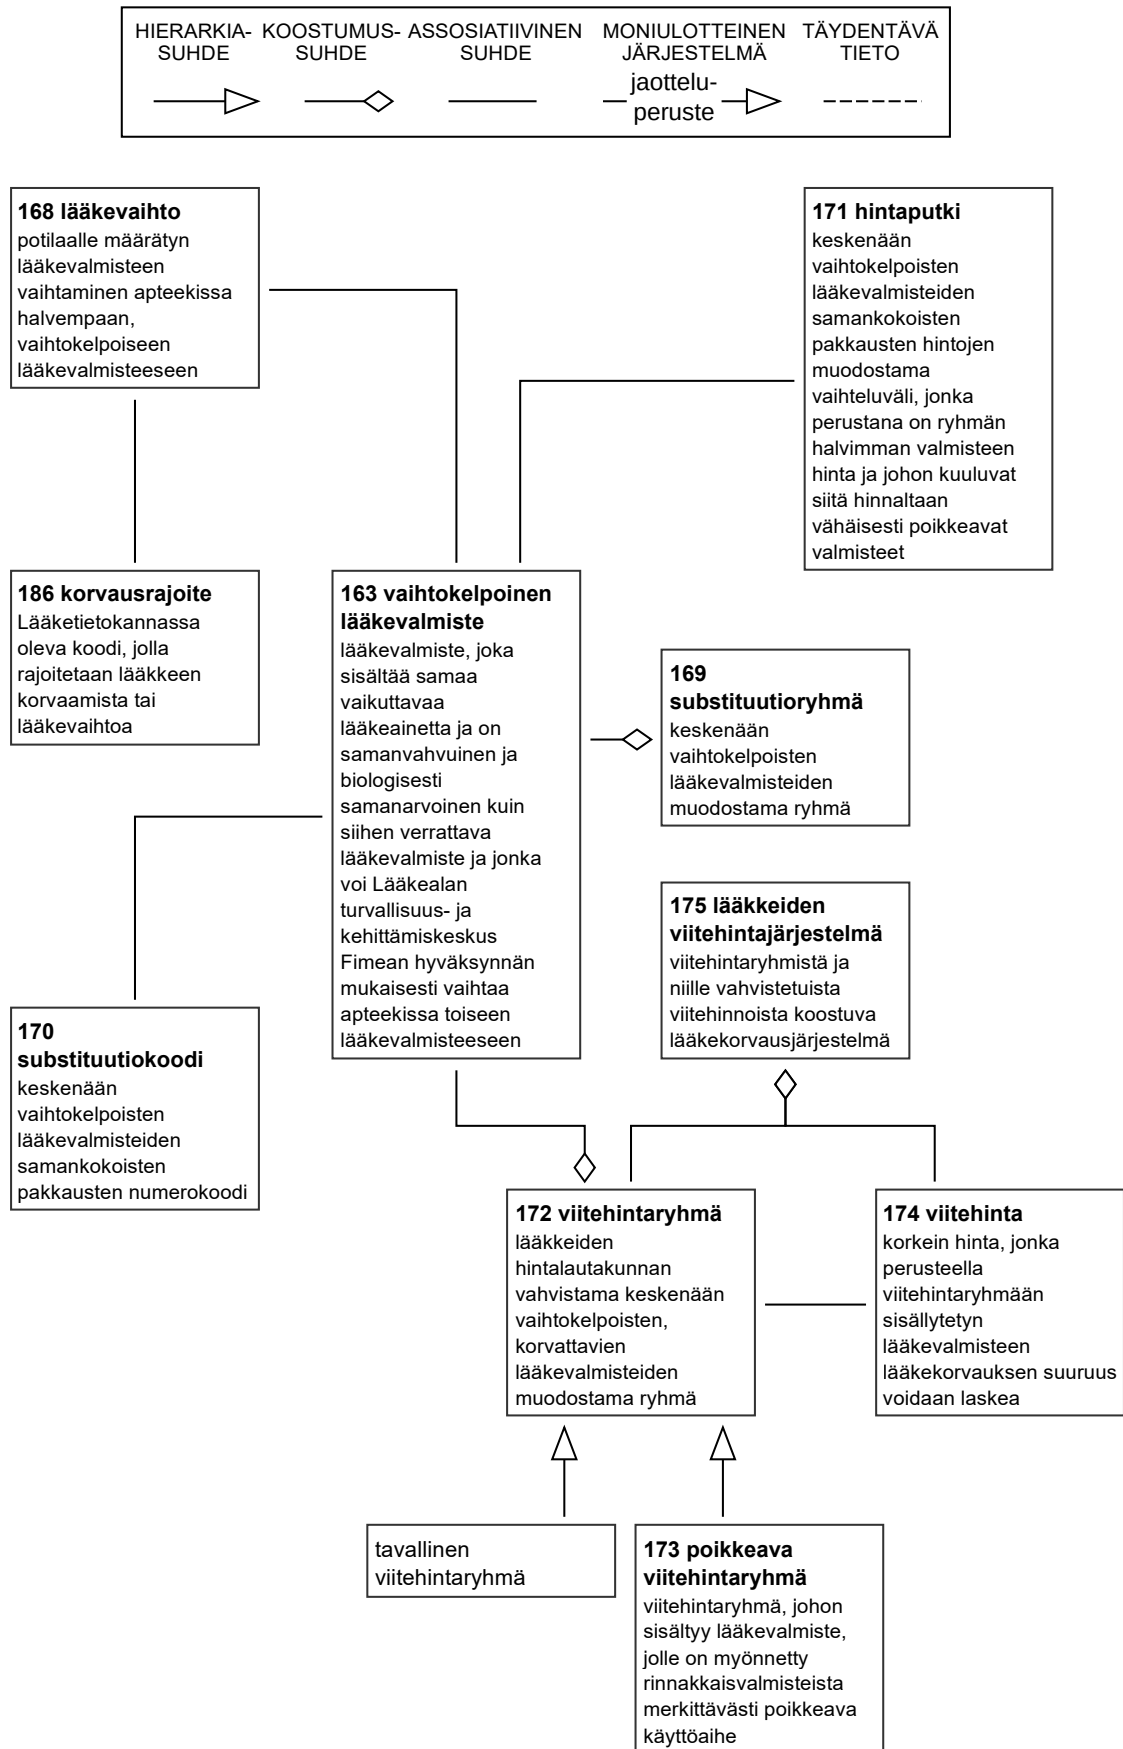 HIERARKIA-
SUHDE
KOOSTUMUS-
SUHDE
ASSOSIATIIVINEN
SUHDE
MONIULOTTEINEN
JÄRJESTELMÄ
jaottelu-
peruste
TÄYDENTÄVÄ
TIETO
168 lääkevaihto
potilaalle määrätyn
lääkevalmisteen
vaihtaminen apteekissa
halvempaan,
vaihtokelpoiseen
lääkevalmisteeseen
171 hintaputki
keskenään
vaihtokelpoisten
lääkevalmisteiden
samankokoisten
pakkausten hintojen
muodostama
vaihteluväli, jonka
perustana on ryhmän
halvimman valmisteen
hinta ja johon kuuluvat
siitä hinnaltaan
vähäisesti poikkeavat
valmisteet
186 korvausrajoite
Lääketietokannassa
oleva koodi, jolla
rajoitetaan lääkkeen
korvaamista tai
lääkevaihtoa
163 vaihtokelpoinen
lääkevalmiste
lääkevalmiste, joka
sisältää samaa
vaikuttavaa
lääkeainetta ja on
samanvahvuinen ja
biologisesti
samanarvoinen kuin
siihen verrattava
lääkevalmiste ja jonka
voi Lääkealan
turvallisuus- ja
kehittämiskeskus
Fimean hyväksynnän
mukaisesti vaihtaa
apteekissa toiseen
lääkevalmisteeseen
169
substituutioryhmä
keskenään
vaihtokelpoisten
lääkevalmisteiden
muodostama ryhmä
175 lääkkeiden
viitehintajärjestelmä
viitehintaryhmistä ja
niille vahvistetuista
viitehinnoista koostuva
lääkekorvausjärjestelmä
170
substituutiokoodi
keskenään
vaihtokelpoisten
lääkevalmisteiden
samankokoisten
pakkausten numerokoodi
172 viitehintaryhmä
lääkkeiden
hintalautakunnan
vahvistama keskenään
vaihtokelpoisten,
korvattavien
lääkevalmisteiden
muodostama ryhmä
174 viitehinta
korkein hinta, jonka
perusteella
viitehintaryhmään
sisällytetyn
lääkevalmisteen
lääkekorvauksen suuruus
voidaan laskea
tavallinen
viitehintaryhmä
173 poikkeava
viitehintaryhmä
viitehintaryhmä, johon
sisältyy lääkevalmiste,
jolle on myönnetty
rinnakkaisvalmisteista
merkittävästi poikkeava
käyttöaihe